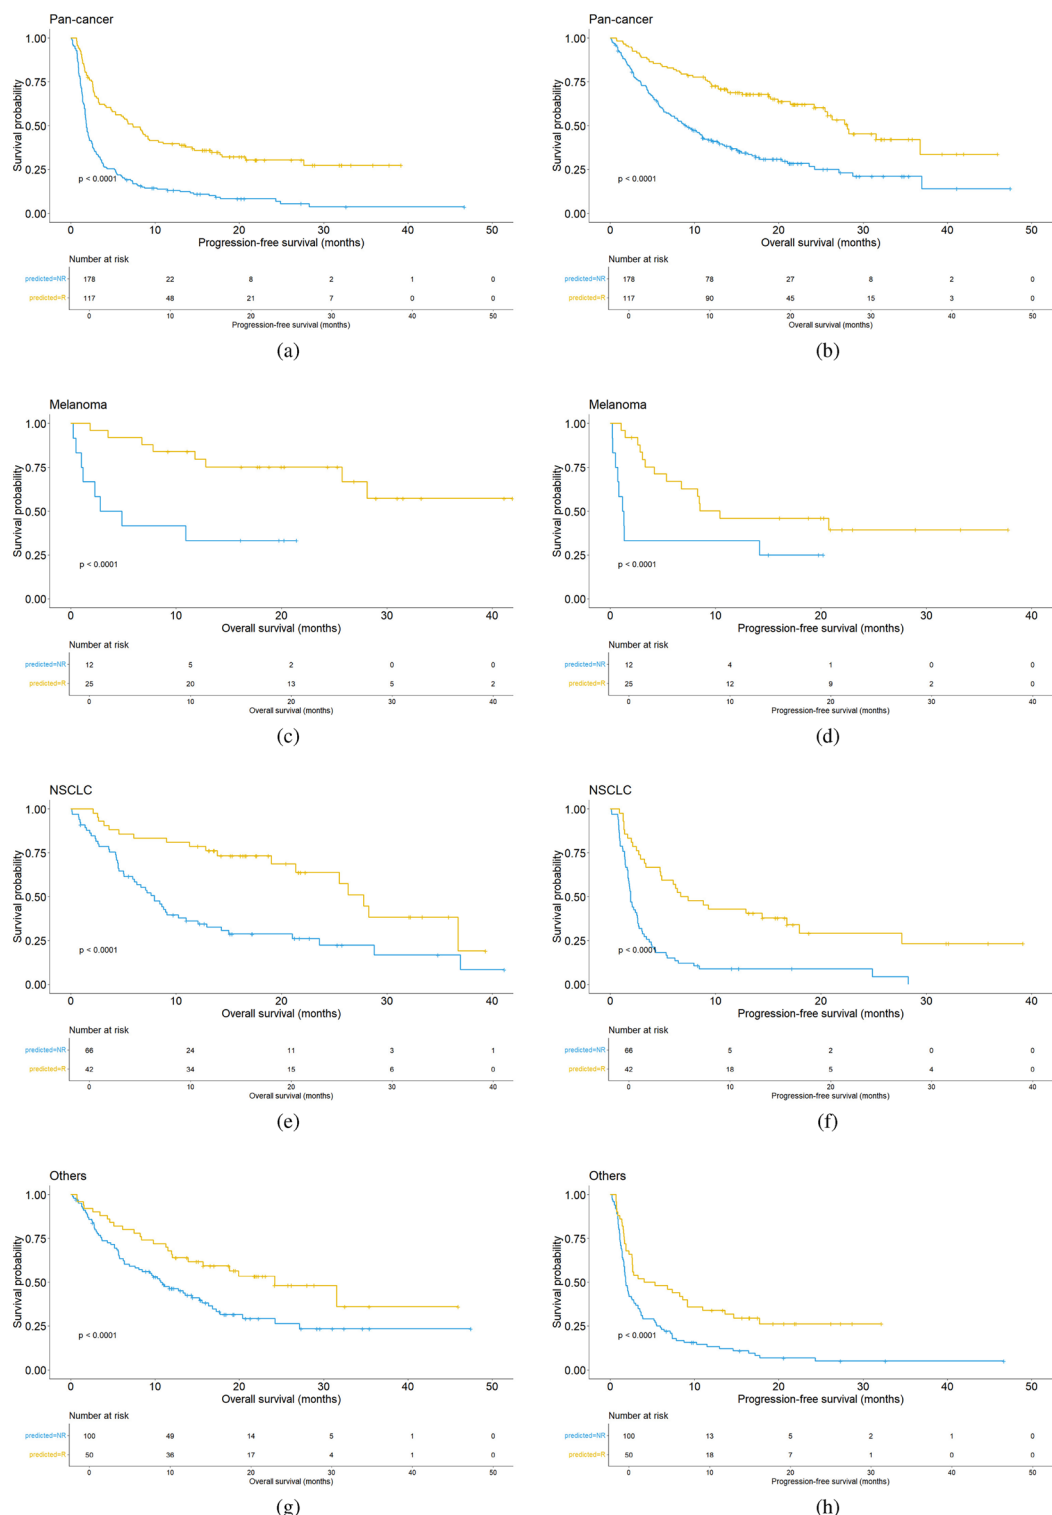 Pan-cancer
Survival probability
1.00
0.75
0.50
0.25
0.00
p < 0.0001
0 10 20 30 40 50
Progression-free survival (months)
Number at risk
predicted=NR 178 22 8 2 1 0
predicted=R 117 48 21 7 0 0
0 10 20 30 40 50
Progression-free survival (months)
(a)
Pan-cancer
Survival probability
1.00
0.75
0.50
0.25
0.00
p < 0.0001
0 10 20 30 40 50
Overall survival (months)
Number at risk
predicted=NR 178 78 27 8 2 0
predicted=R 117 90 45 15 3 0
0 10 20 30 40 50
Overall survival (months)
(b)
Melanoma
Survival probability
1.00
0.75
0.50
0.25
0.00
p < 0.0001
0 10 20 30 40
Overall survival (months)
Number at risk
predicted=NR 12 5 2 0 0
predicted=R 25 20 13 5 2
0 10 20 30 40
Overall survival (months)
(c)
Melanoma
Survival probability
1.00
0.75
0.50
0.25
0.00
p < 0.0001
0 10 20 30 40
Progression-free survival (months)
Number at risk
predicted=NR 12 4 1 0 0
predicted=R 25 12 9 2 0
0 10 20 30 40
Progression-free survival (months)
(d)
NSCLC
Survival probability
1.00
0.75
0.50
0.25
0.00
p < 0.0001
0 10 20 30 40
Overall survival (months)
Number at risk
predicted=NR 66 24 11 3 1
predicted=R 42 34 15 6 0
0 10 20 30 40
Overall survival (months)
(e)
NSCLC
Survival probability
1.00
0.75
0.50
0.25
0.00
p < 0.0001
0 10 20 30 40
Progression-free survival (months)
Number at risk
predicted=NR 66 5 2 0 0
predicted=R 42 18 5 4 0
0 10 20 30 40
Progression-free survival (months)
(f)
Others
Survival probability
1.00
0.75
0.50
0.25
0.00
p < 0.0001
0 10 20 30 40 50
Overall survival (months)
Number at risk
predicted=NR 100 49 14 5 1 0
predicted=R 50 36 17 4 1 0
0 10 20 30 40 50
Overall survival (months)
(g)
Others
Survival probability
1.00
0.75
0.50
0.25
0.00
p < 0.0001
0 10 20 30 40 50
Progression-free survival (months)
Number at risk
predicted=NR 100 13 5 2 1 0
predicted=R 50 18 7 1 0 0
0 10 20 30 40 50
Progression-free survival (months)
(h)